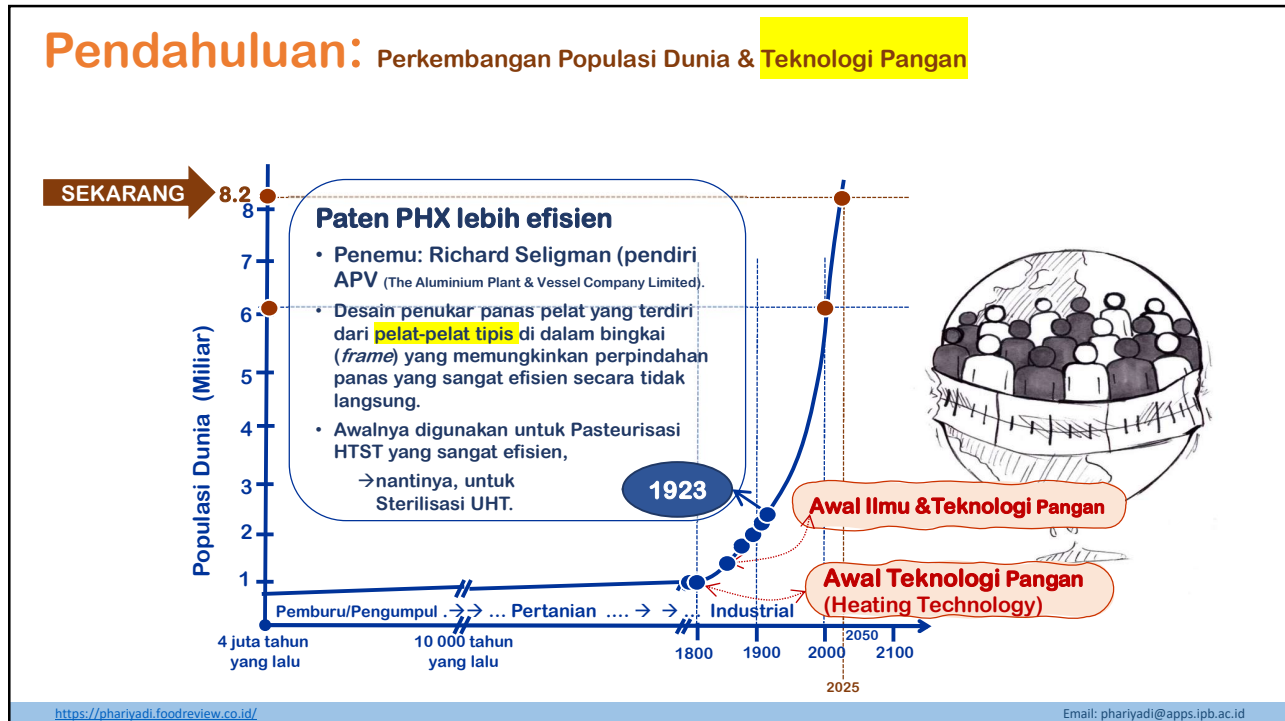 Pendahuluan: Perkembangan Populasi Dunia & Teknologi Pangan
SEKARANG
8.2
8
7
6
5
4
3
2
1
Populasi Dunia (Miliar)
Paten PHX lebih efisien
• Penemu: Richard Seligman (pendiri
APV (The Aluminium Plant & Vessel Company Limited).
• Desain penukar panas pelat yang terdiri
dari pelat-pelat tipis di dalam bingkai
(frame) yang memungkinkan perpindahan
panas yang sangat efisien secara tidak
langsung.
• Awalnya digunakan untuk Pasteurisasi
HTST yang sangat efisien,
→nantinya, untuk
Sterilisasi UHT.
1923
Awal Ilmu &Teknologi Pangan
Awal Teknologi Pangan
(Heating Technology)
Pemburu/Pengumpul .→→ ... Pertanian .... → → ... Industrial
4 juta tahun
yang lalu
10 000 tahun
yang lalu
1800
1900
2000
2050
2100
2025
https://phariyadi.foodreview.co.id/
Email: phariyadi@apps.ipb.ac.id